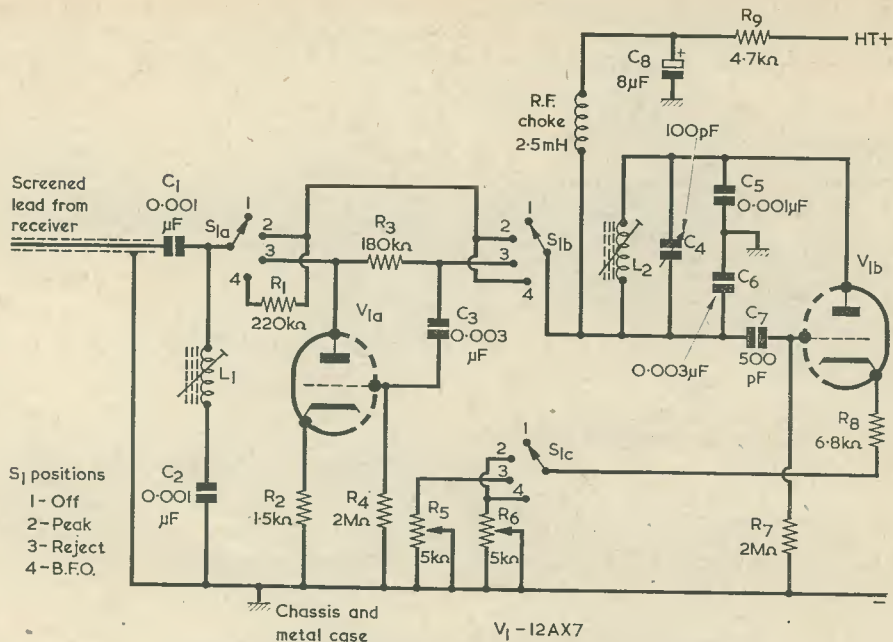 R9
4·7kΩ
HT+
C8
8μF
+
R.F.
choke
2·5mH
100pF
Screened
lead from
receiver
C1
0·001
μF
S1a
1
2
3
4
R3
180kΩ
R1
220kΩ
V1a
C3
0·003
μF
S1b
1
2
3
4
L2
C4
C5
0·001μF
C6
0·003μF
C7
500
pF
V1b
R8
6·8kΩ
L1
C2
0·001
μF
S1 positions
1 - Off
2 - Peak
3 - Reject
4 - B.F.O.
R2
1·5kΩ
R4
2MΩ
S1c
1
2
3
4
R5
5kΩ
R6
5kΩ
R7
2MΩ
Chassis and
metal case
V1 - 12AX7
−